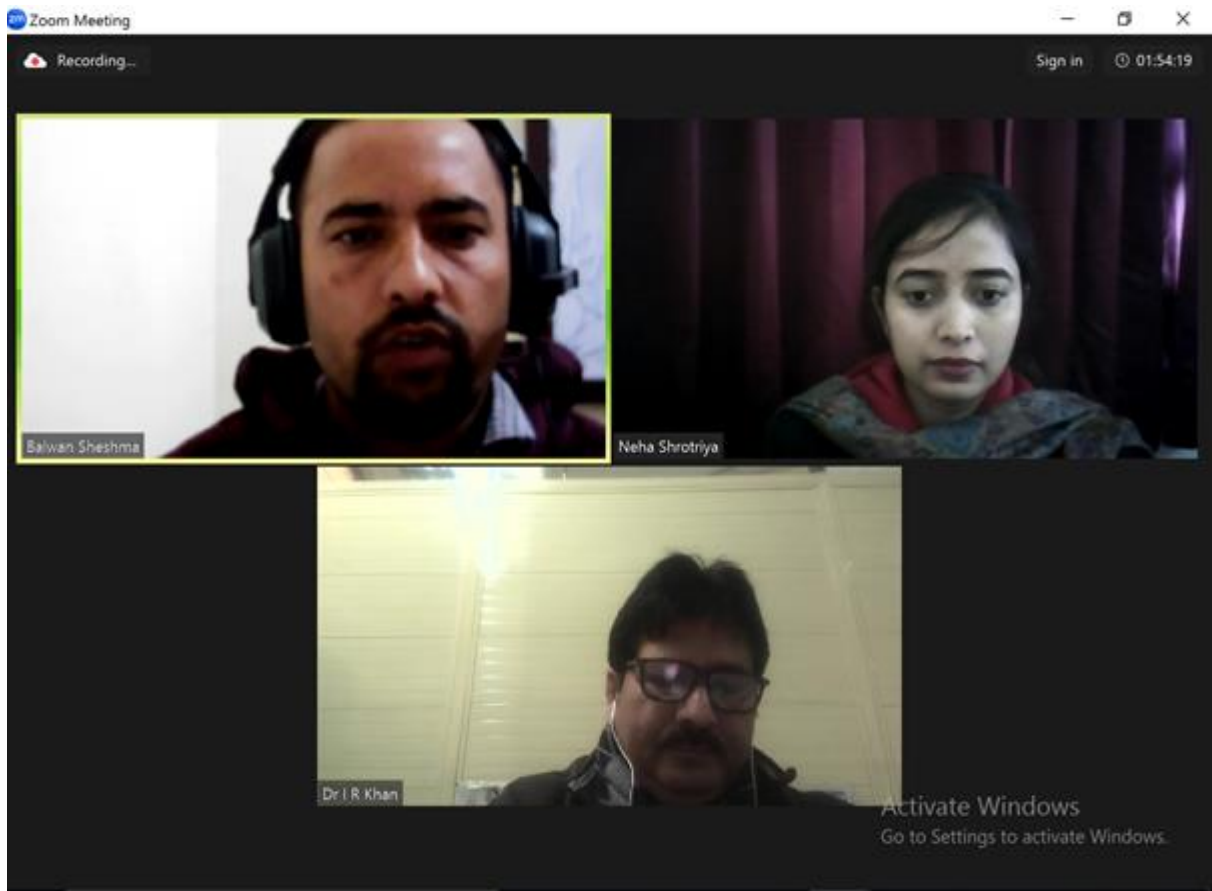 zm Zoom Meeting
Recording...
Sign in
01:54:19
Balwan Sheshma
Neha Shrotriya
Dr I R Khan
Activate Windows
Go to Settings to activate Windows.